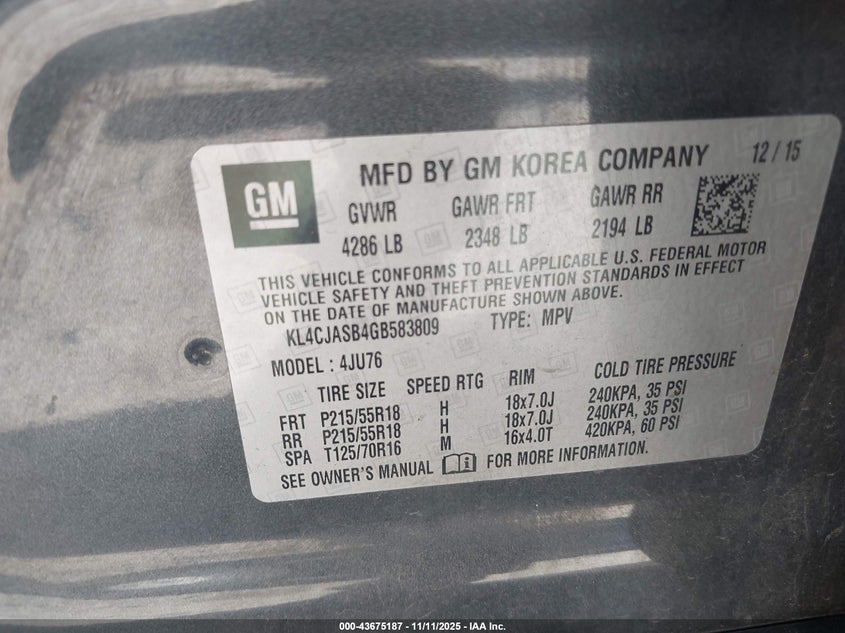 GM
MFD BY GM KOREA COMPANY 12 / 15
GVWR GAWR FRT GAWR RR
4286 LB 2348 LB 2194 LB
THIS VEHICLE CONFORMS TO ALL APPLICABLE U.S. FEDERAL MOTOR
VEHICLE SAFETY AND THEFT PREVENTION STANDARDS IN EFFECT
ON THE DATE OF MANUFACTURE SHOWN ABOVE.
KL4CJASB4GB583809 TYPE: MPV
MODEL : 4JU76
TIRE SIZE SPEED RTG RIM COLD TIRE PRESSURE
FRT P215/55R18 H 18x7.0J 240KPA, 35 PSI
RR P215/55R18 H 18x7.0J 240KPA, 35 PSI
SPA T125/70R16 M 16x4.0T 420KPA, 60 PSI
SEE OWNER'S MANUAL i FOR MORE INFORMATION.
000-43675187 - 11/11/2025 - IAA Inc.